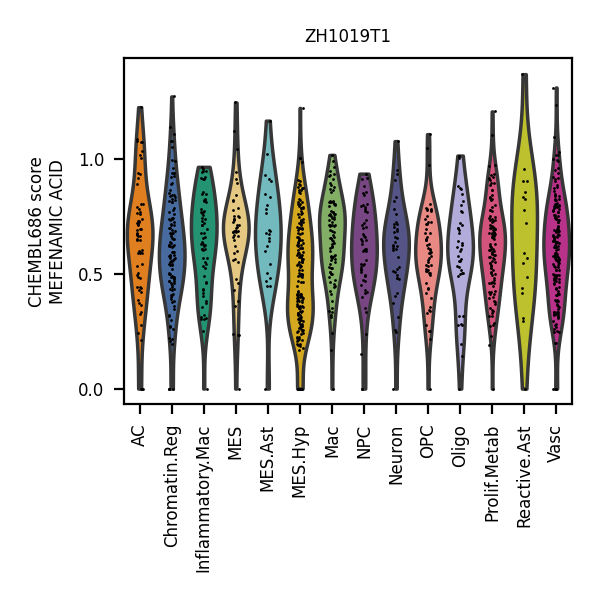 ZH1019T1
CHEMBL686 score
MEFENAMIC ACID
1.0
0.5
0.0
AC
Chromatin.Reg
Inflammatory.Mac
MES
MES.Ast
MES.Hyp
Mac
NPC
Neuron
OPC
Oligo
Prolif.Metab
Reactive.Ast
Vasc